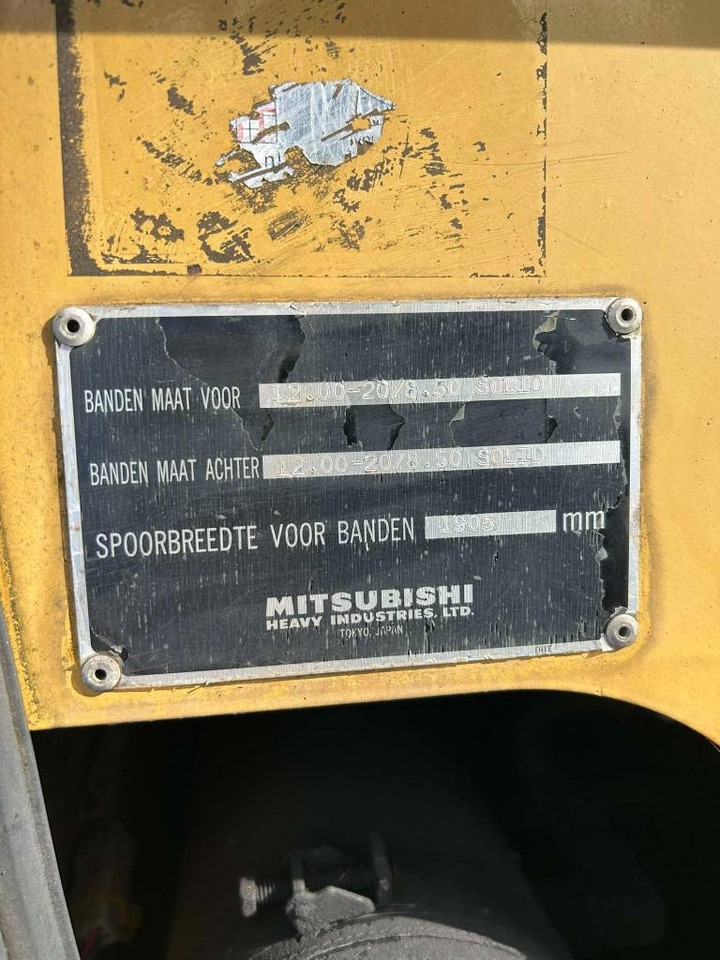 BANDEN MAAT VOOR 12.00-20/8.50 SOLID
BANDEN MAAT ACHTER 12.00-20/8.50 SOLID
SPOORBREEDTE VOOR BANDEN 1905 mm
MITSUBISHI
HEAVY INDUSTRIES, LTD.
TOKYO, JAPAN